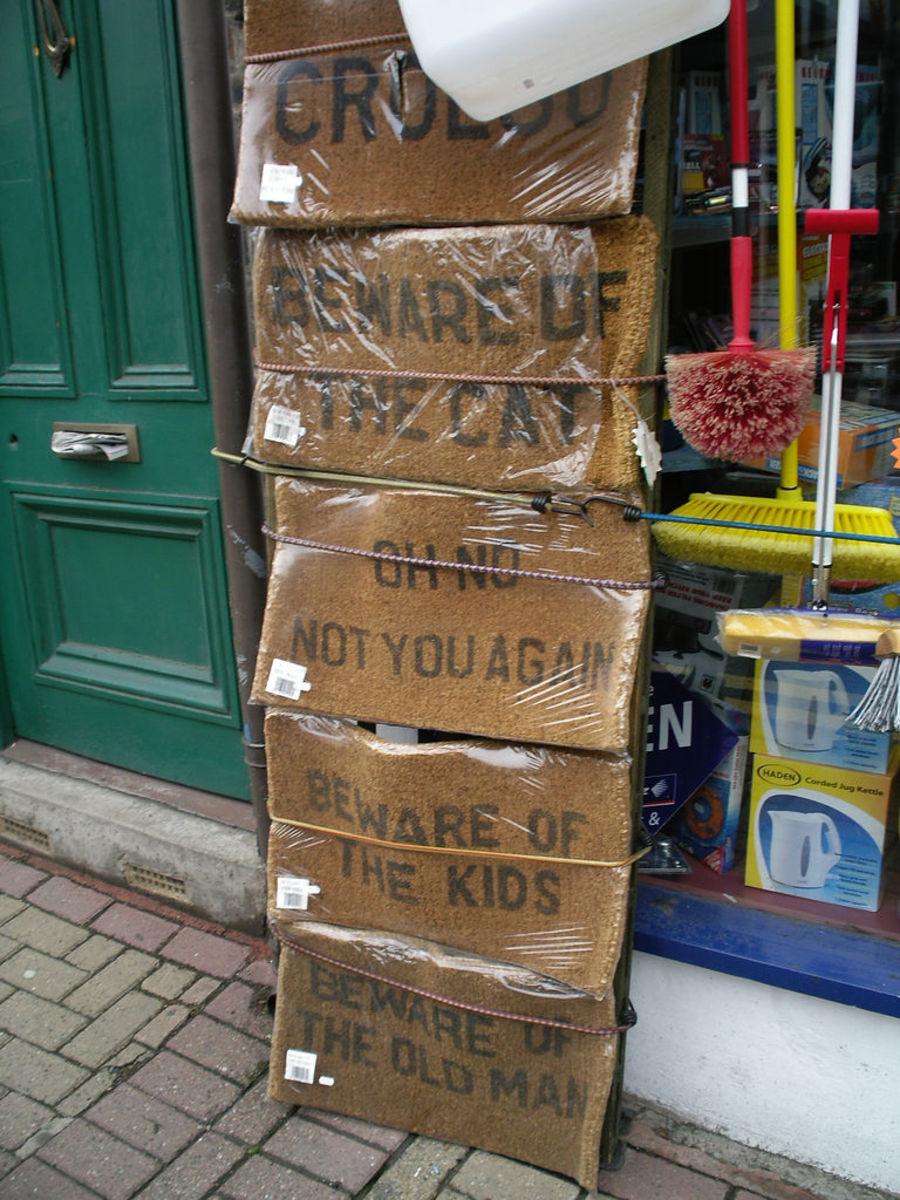 CROESO
BEWARE OF
THE CAT
OH NO
NOT YOU AGAIN
BEWARE OF
THE KIDS
BEWARE OF
THE OLD MAN
EN
&
HADEN
Corded Jug Kettle